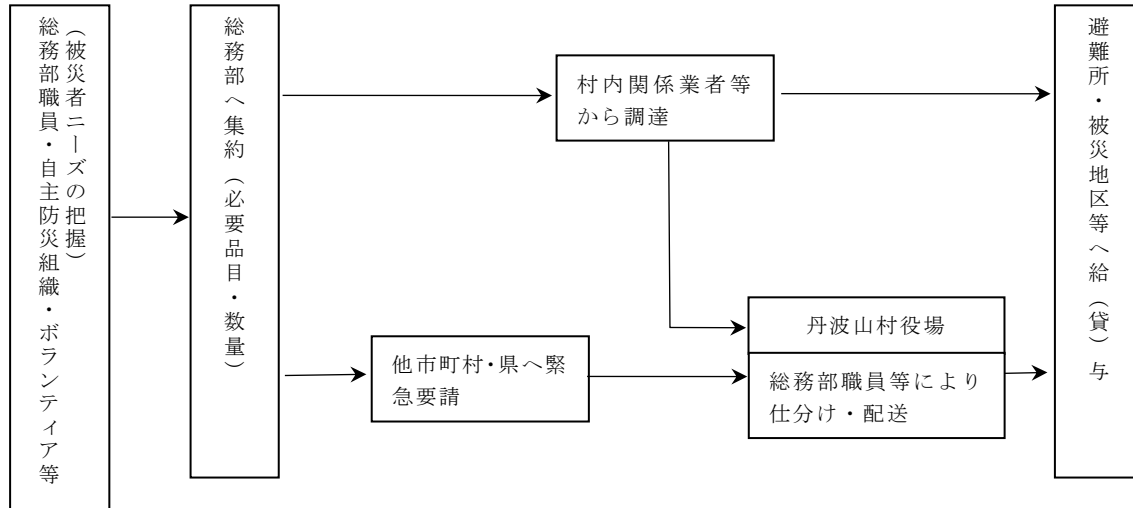 （被災者ニーズの把握）
総務部職員・自主防災組織・ボランティア等
総務部へ集約（必要品目・数量）
村内関係業者等
から調達
他市町村・県へ緊
急要請
丹波山村役場
総務部職員等により
仕分け・配送
避難所・被災地区等へ給（貸）与